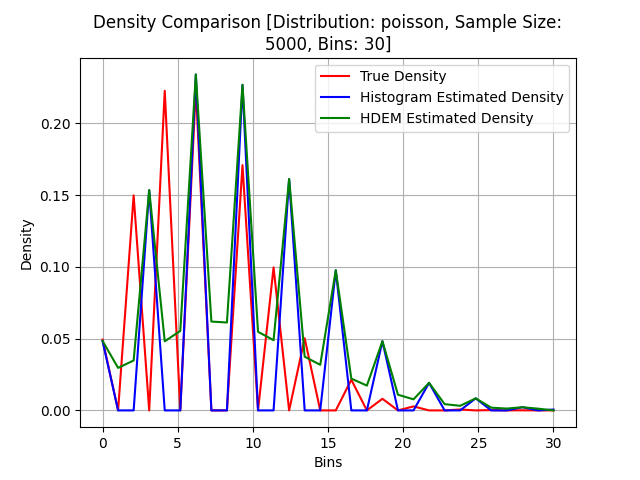 Density Comparison [Distribution: poisson, Sample Size:
5000, Bins: 30]
True Density
Histogram Estimated Density
HDEM Estimated Density
Density
0.20
0.15
0.10
0.05
0.00
0 5 10 15 20 25 30
Bins